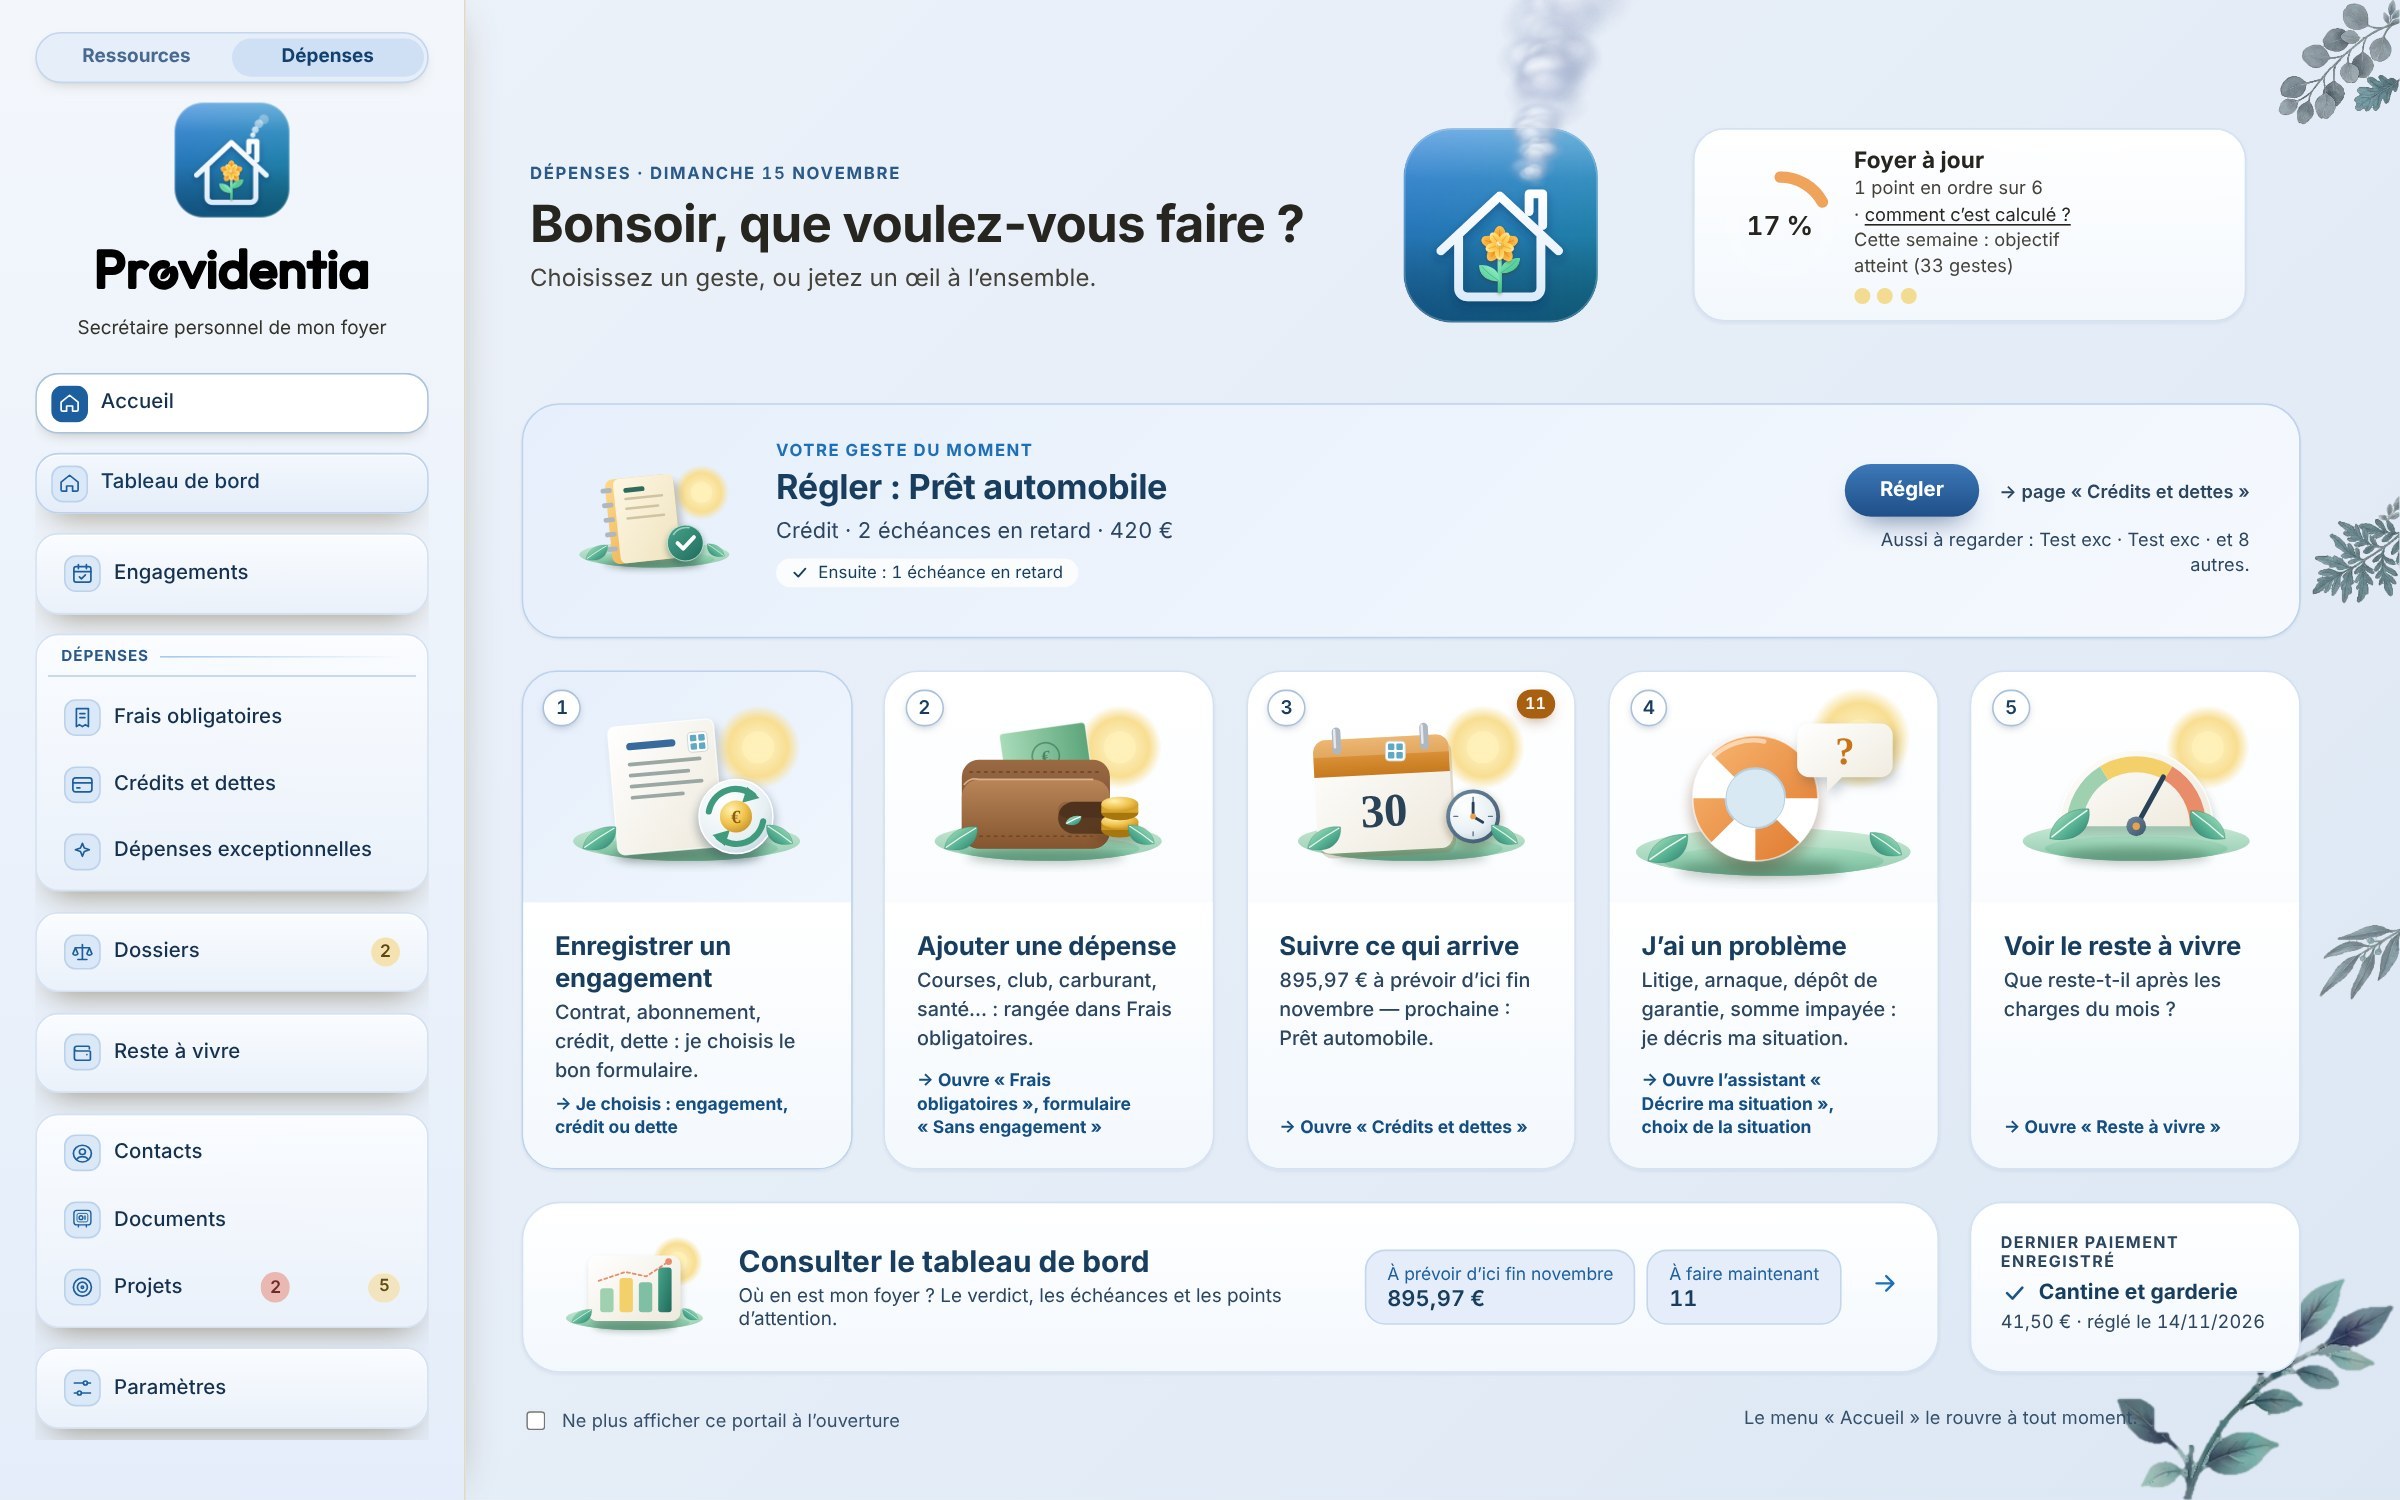 Ressources
Dépenses
Providentia
Secrétaire personnel de mon foyer
Accueil
Tableau de bord
Engagements
DÉPENSES
Frais obligatoires
Crédits et dettes
Dépenses exceptionnelles
Dossiers
2
Reste à vivre
Contacts
Documents
Projets
2
5
Paramètres
DÉPENSES · DIMANCHE 15 NOVEMBRE
Bonsoir, que voulez-vous faire ?
Choisissez un geste, ou jetez un œil à l’ensemble.
17 %
Foyer à jour
1 point en ordre sur 6
· comment c’est calculé ?
Cette semaine : objectif
atteint (33 gestes)
VOTRE GESTE DU MOMENT
Régler : Prêt automobile
Crédit · 2 échéances en retard · 420 €
Ensuite : 1 échéance en retard
Régler
→ page « Crédits et dettes »
Aussi à regarder : Test exc · Test exc · et 8
autres.
1
€
Enregistrer un
engagement
Contrat, abonnement,
crédit, dette : je choisis le
bon formulaire.
→ Je choisis : engagement,
crédit ou dette
2
€
Ajouter une dépense
Courses, club, carburant,
santé… : rangée dans Frais
obligatoires.
→ Ouvre « Frais
obligatoires », formulaire
« Sans engagement »
3
11
30
Suivre ce qui arrive
895,97 € à prévoir d’ici fin
novembre — prochaine :
Prêt automobile.
→ Ouvre « Crédits et dettes »
4
?
J’ai un problème
Litige, arnaque, dépôt de
garantie, somme impayée :
je décris ma situation.
→ Ouvre l’assistant «
Décrire ma situation »,
choix de la situation
5
Voir le reste à vivre
Que reste-t-il après les
charges du mois ?
→ Ouvre « Reste à vivre »
Consulter le tableau de bord
Où en est mon foyer ? Le verdict, les échéances et les points
d’attention.
À prévoir d’ici fin novembre
895,97 €
À faire maintenant
11
→
DERNIER PAIEMENT
ENREGISTRÉ
Cantine et garderie
41,50 € · réglé le 14/11/2026
Ne plus afficher ce portail à l’ouverture
Le menu « Accueil » le rouvre à tout moment.